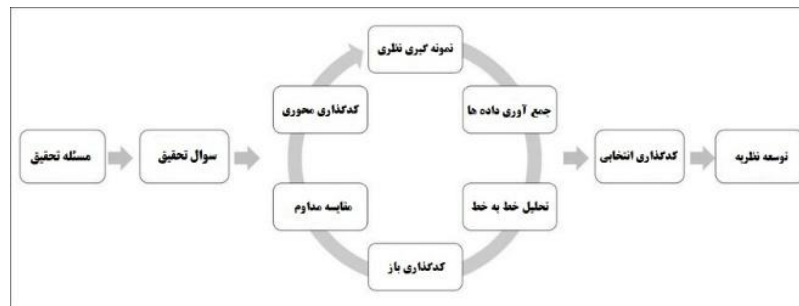 مسئله تحقیق
سوال تحقیق
نمونه گیری نظری
جمع آوری داده ها
تحلیل خط به خط
کدگذاری باز
مقایسه مداوم
کدگذاری محوری
کدگذاری انتخابی
توسعه نظریه